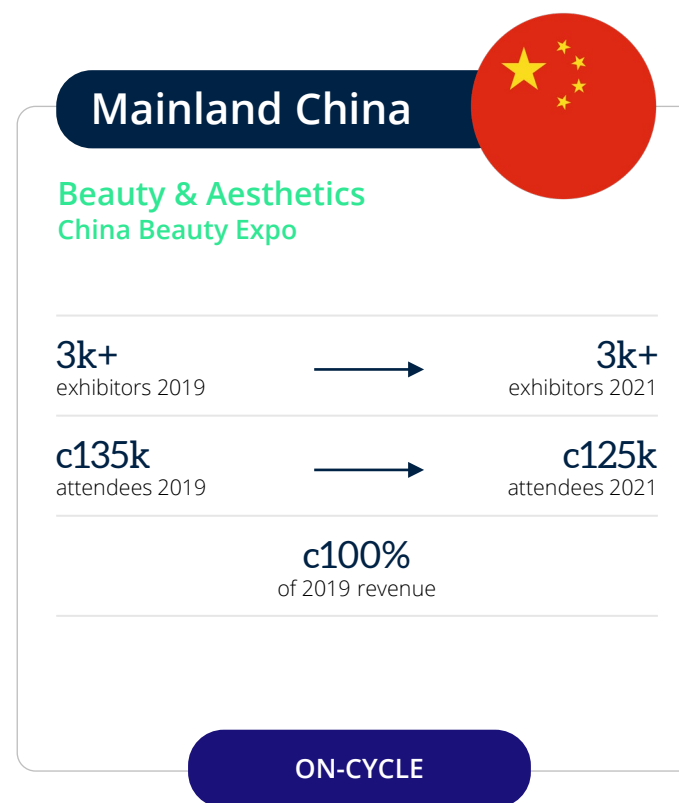 Mainland China
Beauty & Aesthetics
China Beauty Expo
3k+ 3k+
exhibitors 2019 exhibitors 2021
c135k c125k
attendees 2019 attendees 2021
c100%
of 2019 revenue
ON-CYCLE